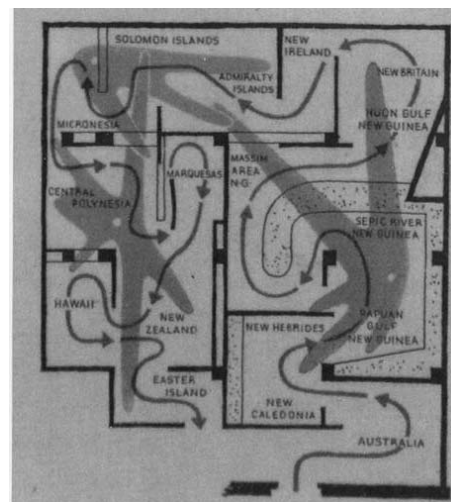 SOLOMON ISLANDS
NEW
IRELAND
ADMIRALTY
ISLANDS
NEW BRITAIN
HUON GULF
NEW GUINEA
MICRONESIA
MARQUESAS
MASSIM
AREA
N·G·
CENTRAL
POLYNESIA
SEPIC RIVER
NEW GUINEA
HAWAII
NEW
ZEALAND
NEW HEBRIDES
PAPUAN
GULF
NEW GUINEA
EASTER
ISLAND
NEW
CALEDONIA
AUSTRALIA